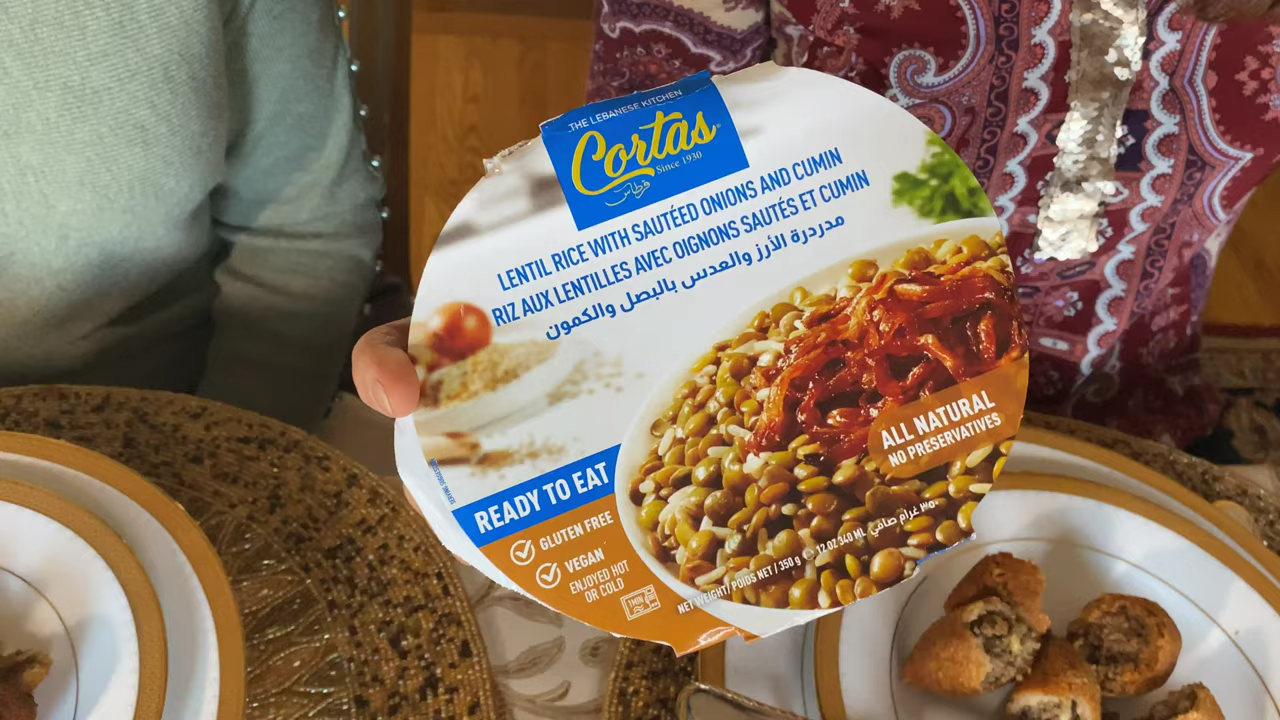 THE LEBANESE KITCHEN
Cortas®
Since 1930
قرطاس
LENTIL RICE WITH SAUTÉED ONIONS AND CUMIN
RIZ AUX LENTILLES AVEC OIGNONS SAUTÉS ET CUMIN
مدردرة الأرز والعدس بالبصل والكمون
ALL NATURAL
NO PRESERVATIVES
READY TO EAT
GLUTEN FREE
VEGAN
ENJOYED HOT
OR COLD
1MIN
NET WEIGHT/ POIDS NET / 350 g ℮ 12 OZ 340 ML ٣٥٠ غرام صافي